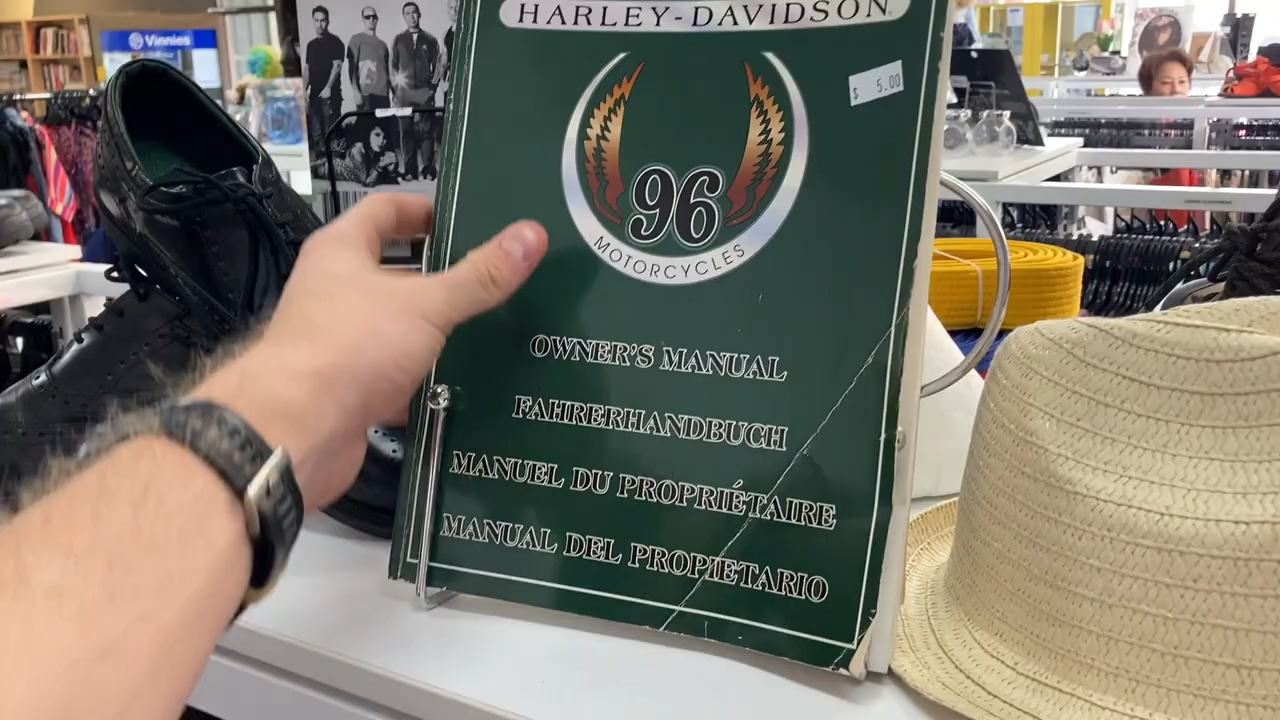 HARLEY-DAVIDSON
$ 5.00
96
MOTORCYCLES
OWNER'S MANUAL
FAHRERHANDBUCH
MANUEL DU PROPRIÉTAIRE
MANUAL DEL PROPIETARIO
Vinnies